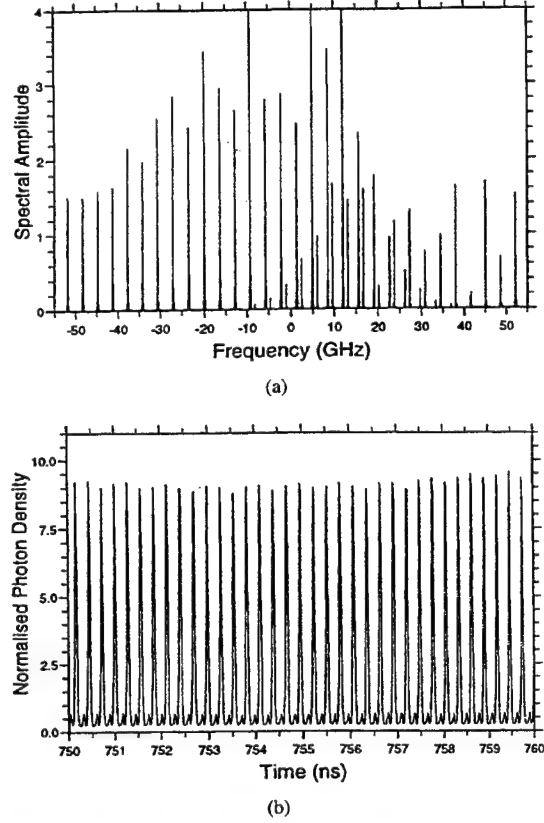 4
3
2
1
0
Spectral Amplitude
-50 -40 -30 -20 -10 0 10 20 30 40 50
Frequency (GHz)
(a)
10.0
7.5
5.0
2.5
0.0
Normalised Photon Density
750 751 752 753 754 755 756 757 758 759 760
Time (ns)
(b)